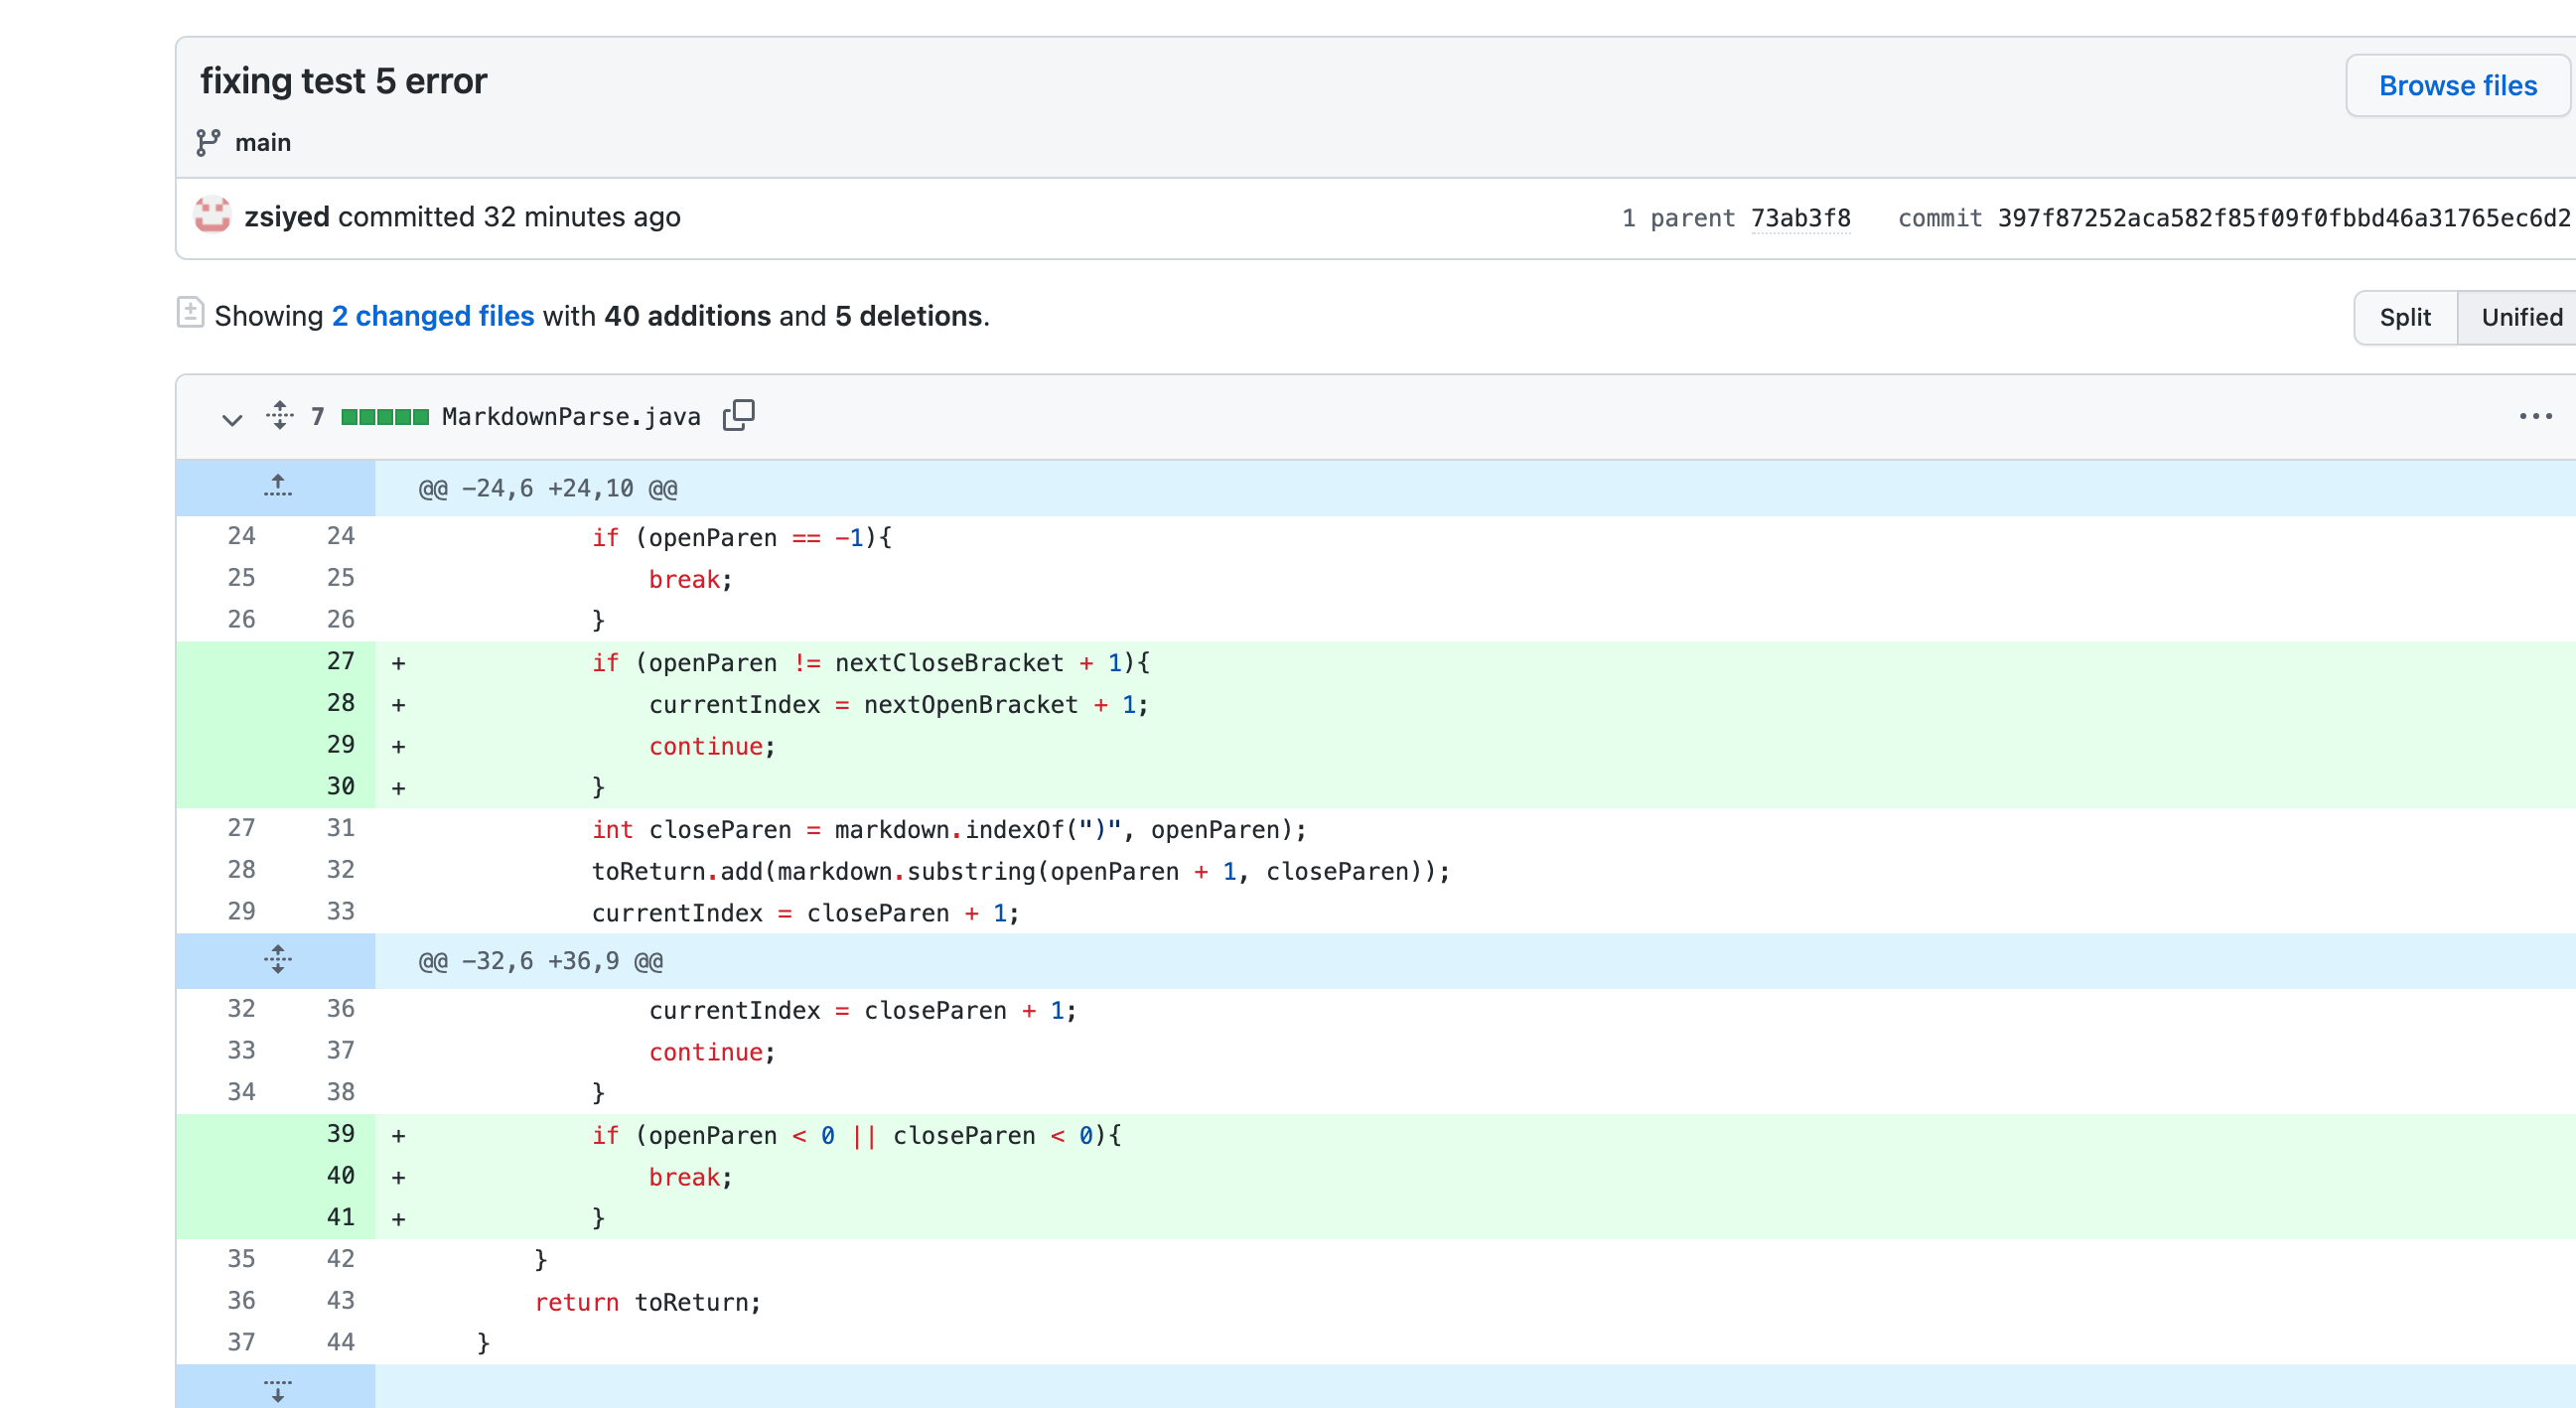 fixing test 5 error
Browse files
main
zsiyed committed 32 minutes ago
1 parent 73ab3f8 commit 397f87252aca582f85f09f0fbbd46a31765ec6d2
Showing 2 changed files with 40 additions and 5 deletions.
Split Unified
7 MarkdownParse.java
@@ -24,6 +24,10 @@
24 24 if (openParen == -1){
25 25 break;
26 26 }
27 + if (openParen != nextCloseBracket + 1){
28 + currentIndex = nextOpenBracket + 1;
29 + continue;
30 + }
27 31 int closeParen = markdown.indexOf(")", openParen);
28 32 toReturn.add(markdown.substring(openParen + 1, closeParen));
29 33 currentIndex = closeParen + 1;
@@ -32,6 +36,9 @@
32 36 currentIndex = closeParen + 1;
33 37 continue;
34 38 }
39 + if (openParen < 0 || closeParen < 0){
40 + break;
41 + }
35 42 }
36 43 return toReturn;
37 44 }